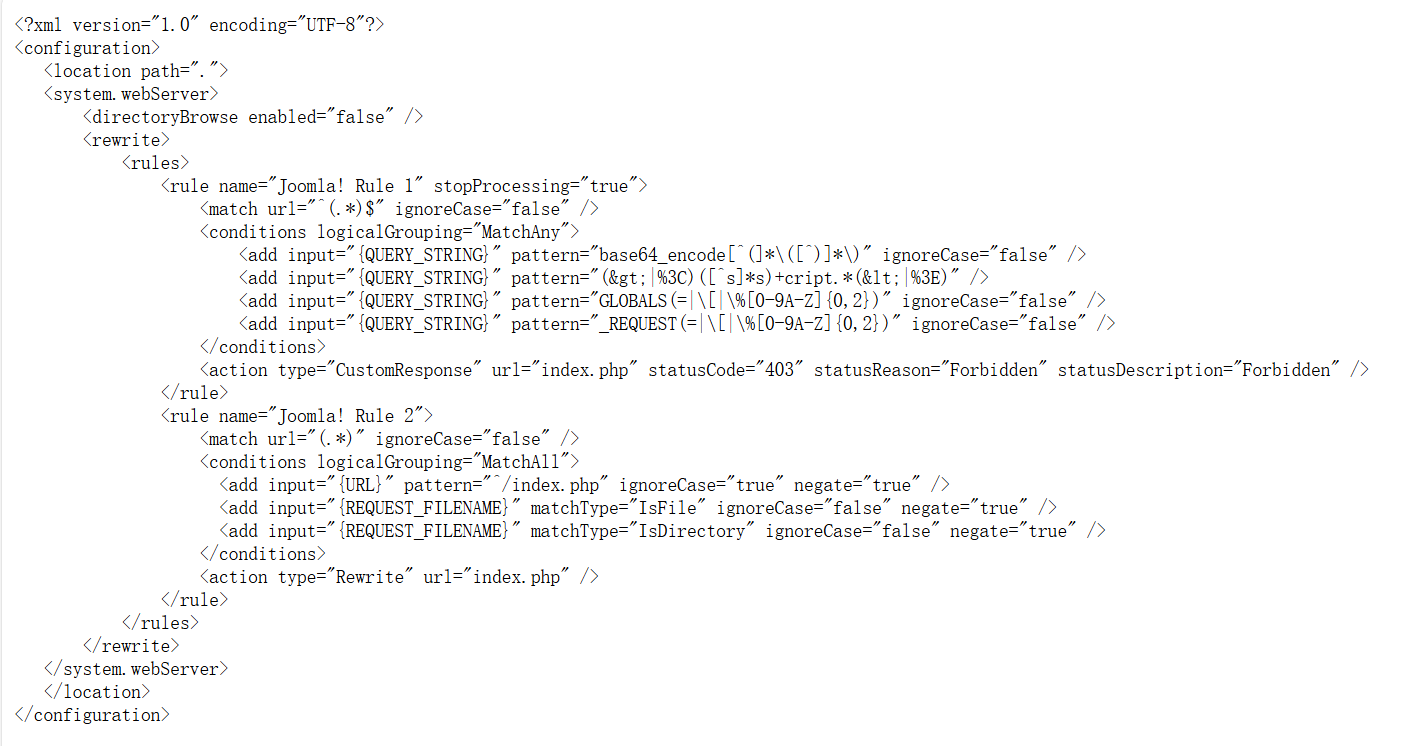 <?xml version="1.0" encoding="UTF-8"?>
<configuration>
   <location path=".">
   <system.webServer>
       <directoryBrowse enabled="false" />
       <rewrite>
           <rules>
               <rule name="Joomla! Rule 1" stopProcessing="true">
                   <match url="^(.*)$" ignoreCase="false" />
                   <conditions logicalGrouping="MatchAny">
                       <add input="{QUERY_STRING}" pattern="base64_encode[^(]*\([^)]*\)" ignoreCase="false" />
                       <add input="{QUERY_STRING}" pattern="(&gt;|%3C)([^s]*s)+cript.*(&lt;|%3E)" />
                       <add input="{QUERY_STRING}" pattern="GLOBALS(=|\[|\%[0-9A-Z]{0,2})" ignoreCase="false" />
                       <add input="{QUERY_STRING}" pattern="_REQUEST(=|\[|\%[0-9A-Z]{0,2})" ignoreCase="false" />
                   </conditions>
                   <action type="CustomResponse" url="index.php" statusCode="403" statusReason="Forbidden" statusDescription="Forbidden" />
               </rule>
               <rule name="Joomla! Rule 2">
                   <match url="(.*)" ignoreCase="false" />
                   <conditions logicalGrouping="MatchAll">
                     <add input="{URL}" pattern="^/index.php" ignoreCase="true" negate="true" />
                     <add input="{REQUEST_FILENAME}" matchType="IsFile" ignoreCase="false" negate="true" />
                     <add input="{REQUEST_FILENAME}" matchType="IsDirectory" ignoreCase="false" negate="true" />
                   </conditions>
                   <action type="Rewrite" url="index.php" />
               </rule>
           </rules>
       </rewrite>
   </system.webServer>
   </location>
</configuration>